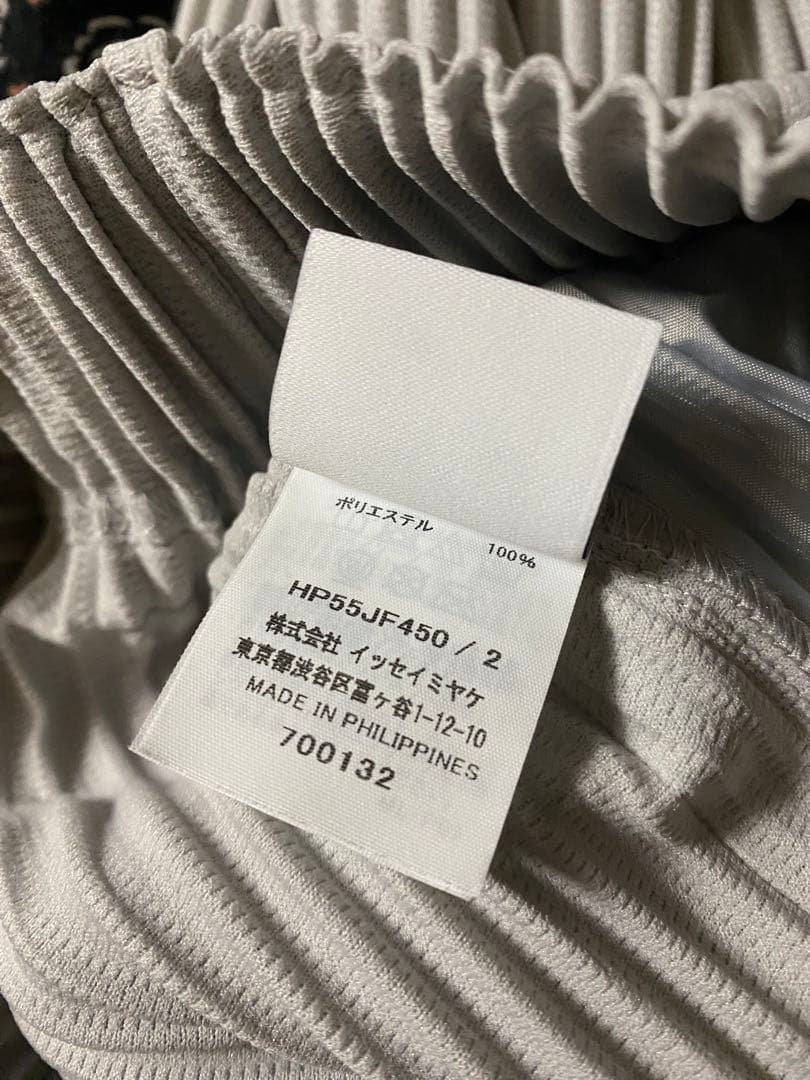 ポリエステル 100%
HP55JF450 / 2
株式会社 イッセイミヤケ
東京都渋谷区富ヶ谷1-12-10
MADE IN PHILIPPINES
700132